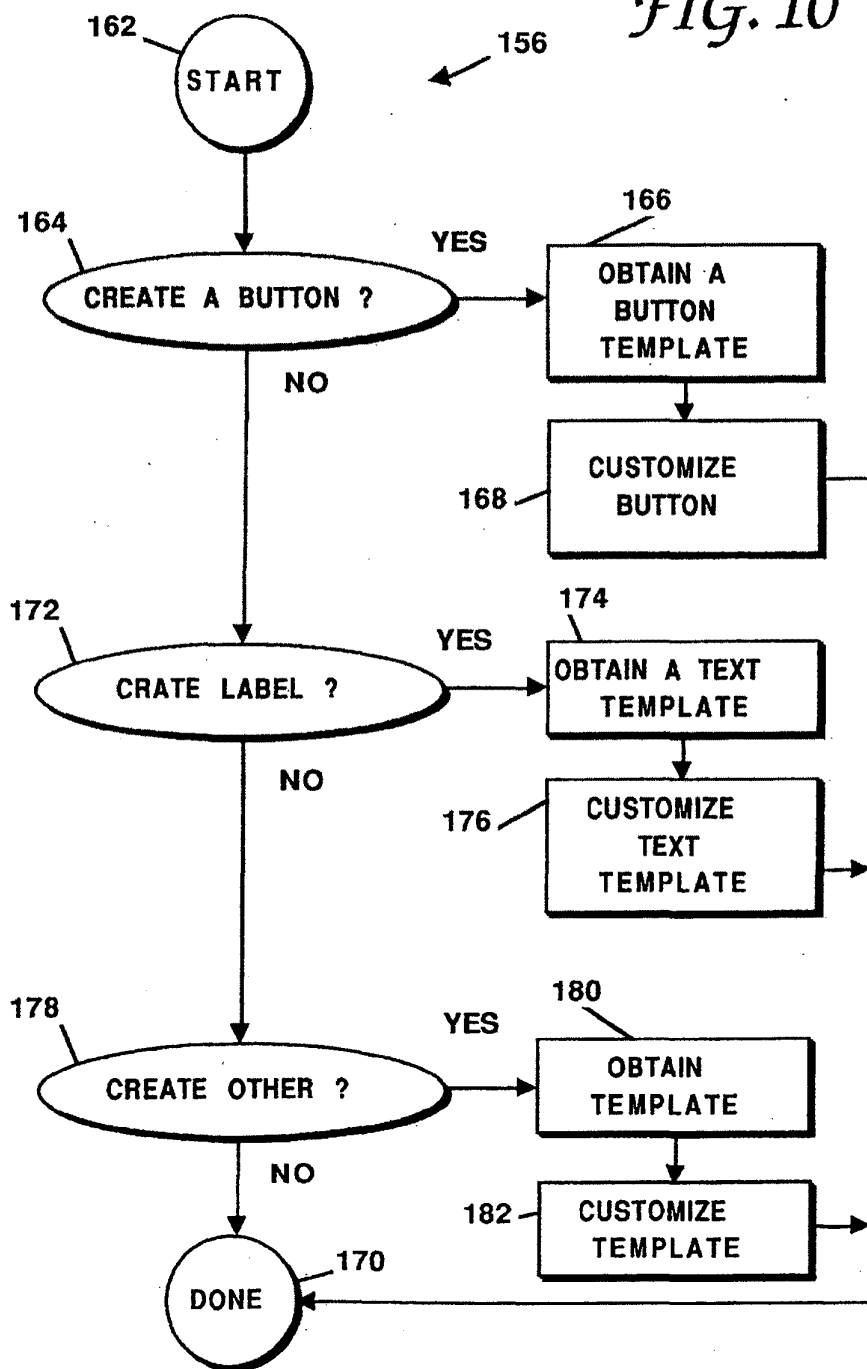 FIG. 10
162
START
156
164
CREATE A BUTTON ?
YES
166
OBTAIN A
BUTTON
TEMPLATE
NO
168
CUSTOMIZE
BUTTON
172
CRATE LABEL ?
YES
174
OBTAIN A TEXT
TEMPLATE
NO
176
CUSTOMIZE
TEXT
TEMPLATE
178
CREATE OTHER ?
YES
180
OBTAIN
TEMPLATE
NO
182
CUSTOMIZE
TEMPLATE
170
DONE